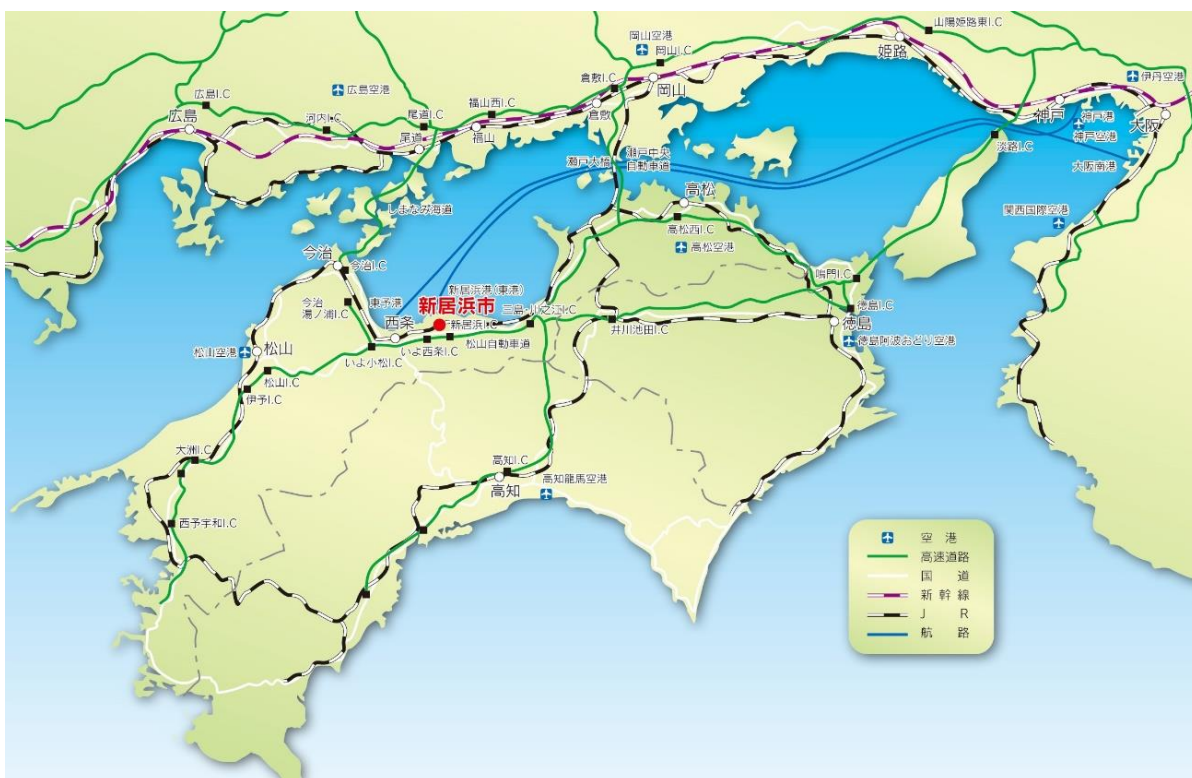 山陽姫路東I.C
岡山空港
岡山I.C
姫路
伊丹空港
倉敷I.C
岡山
広島空港
広島I.C
福山西I.C
尾道I.C
河内I.C
倉敷
広島
尾道
福山
神戸
神戸港
神戸空港
大阪
淡路I.C
瀬戸大橋
瀬戸中央
自動車道
大阪南港
高松
しまなみ海道
高松西I.C
関西国際空港
高松空港
今治
今治I.C
鳴門I.C
新居浜港(東港)
東予港
今治
湯ノ浦I.C
新居浜市
三島・川之江I.C
徳島I.C
西条
新居浜I.C
井川池田I.C
徳島
松山自動車道
徳島阿波おどり空港
松山空港
松山
いよ西条I.C
いよ小松I.C
松山I.C
伊予I.C
大洲I.C
高知I.C
高知
高知龍馬空港
西予宇和I.C
空港
高速道路
国道
新幹線
JR
航路